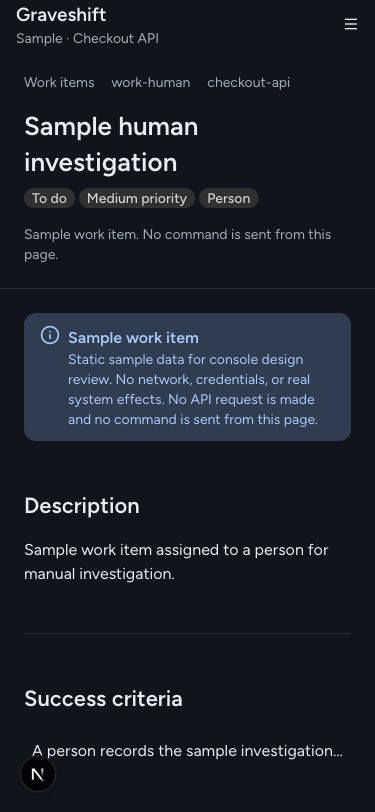 Graveshift
Sample · Checkout API
Work items work-human checkout-api
Sample human
investigation
To do Medium priority Person
Sample work item. No command is sent from this
page.
Sample work item
Static sample data for console design
review. No network, credentials, or real
system effects. No API request is made
and no command is sent from this page.
Description
Sample work item assigned to a person for
manual investigation.
Success criteria
A person records the sample investigation...
N